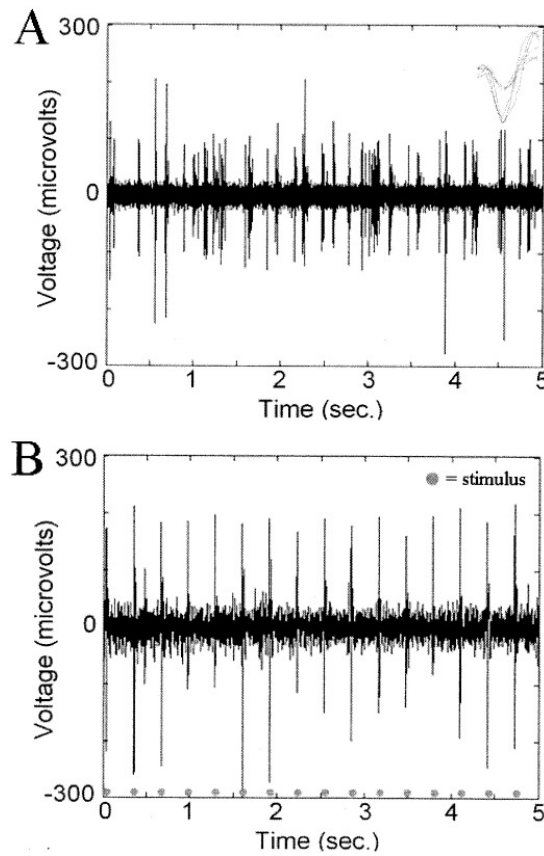 A
300
0
-300
Voltage (microvolts)
0 1 2 3 4 5
Time (sec.)
B
300
0
-300
Voltage (microvolts)
= stimulus
0 1 2 3 4 5
Time (sec.)